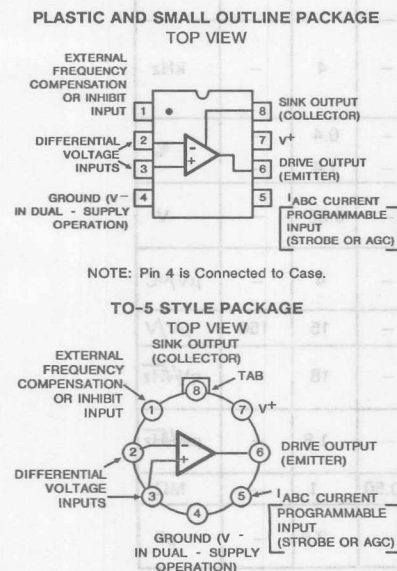 PLASTIC AND SMALL OUTLINE PACKAGE
TOP VIEW
EXTERNAL
FREQUENCY
COMPENSATION
OR INHIBIT
INPUT
1
8
SINK OUTPUT
(COLLECTOR)
DIFFERENTIAL
VOLTAGE
INPUTS
2
-
7
V+
3
+
6
DRIVE OUTPUT
(EMITTER)
GROUND (V-
IN DUAL - SUPPLY
OPERATION)
4
5
IABC CURRENT
PROGRAMMABLE
INPUT
(STROBE OR AGC)
NOTE: Pin 4 is Connected to Case.
TO-5 STYLE PACKAGE
TOP VIEW
SINK OUTPUT
(COLLECTOR)
EXTERNAL
FREQUENCY
COMPENSATION
OR INHIBIT
INPUT
8
TAB
1
7
V+
2
-
6
DRIVE OUTPUT
(EMITTER)
DIFFERENTIAL
VOLTAGE
INPUTS
3
+
5
IABC CURRENT
PROGRAMMABLE
INPUT
(STROBE OR AGC)
4
GROUND (V -
IN DUAL - SUPPLY
OPERATION)